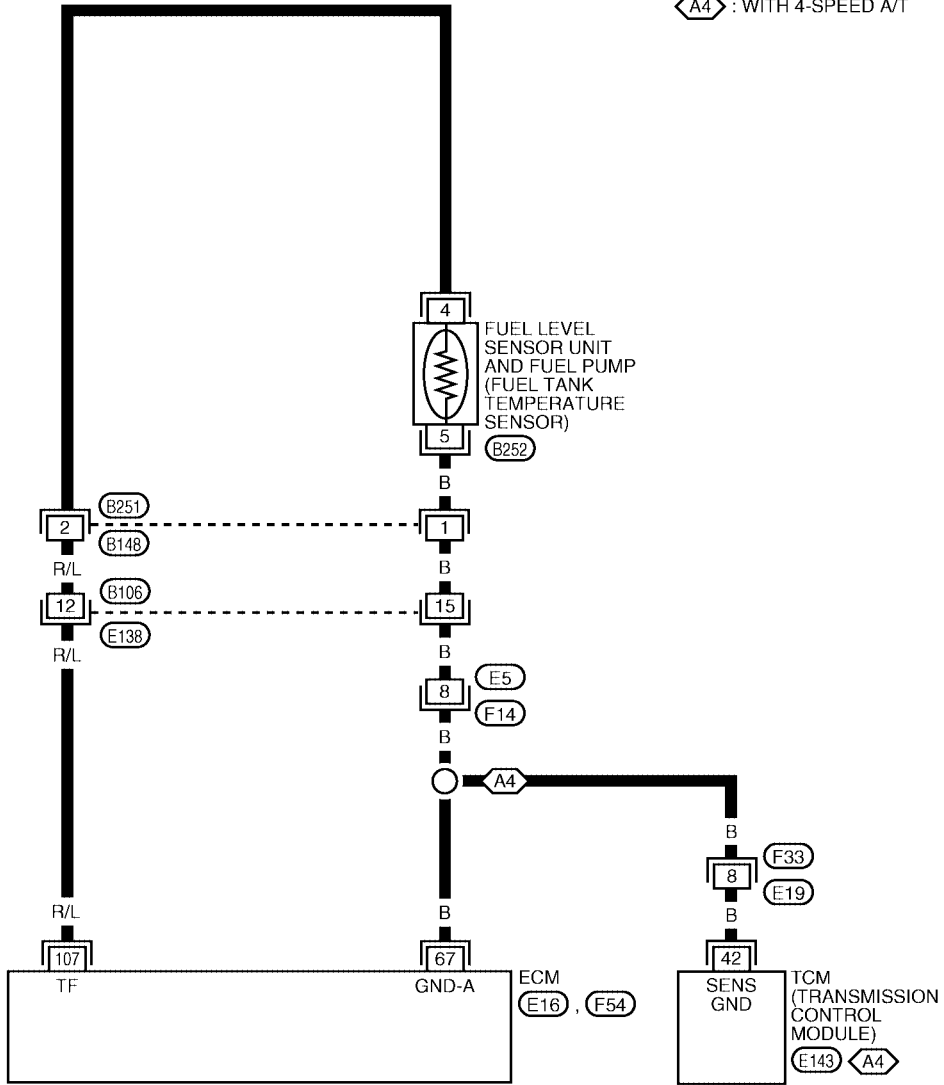 A4 : WITH 4-SPEED A/T
4
FUEL LEVEL
SENSOR UNIT
AND FUEL PUMP
(FUEL TANK
TEMPERATURE
SENSOR)
5
B252
B
B251
2
1
B148
R/L
B
B106
12
15
E138
R/L
B
E5
8
F14
B
A4
B
F33
8
E19
R/L
B
B
107
67
42
TF
GND-A
ECM
E16 , F54
SENS
GND
TCM
(TRANSMISSION
CONTROL
MODULE)
E143 A4